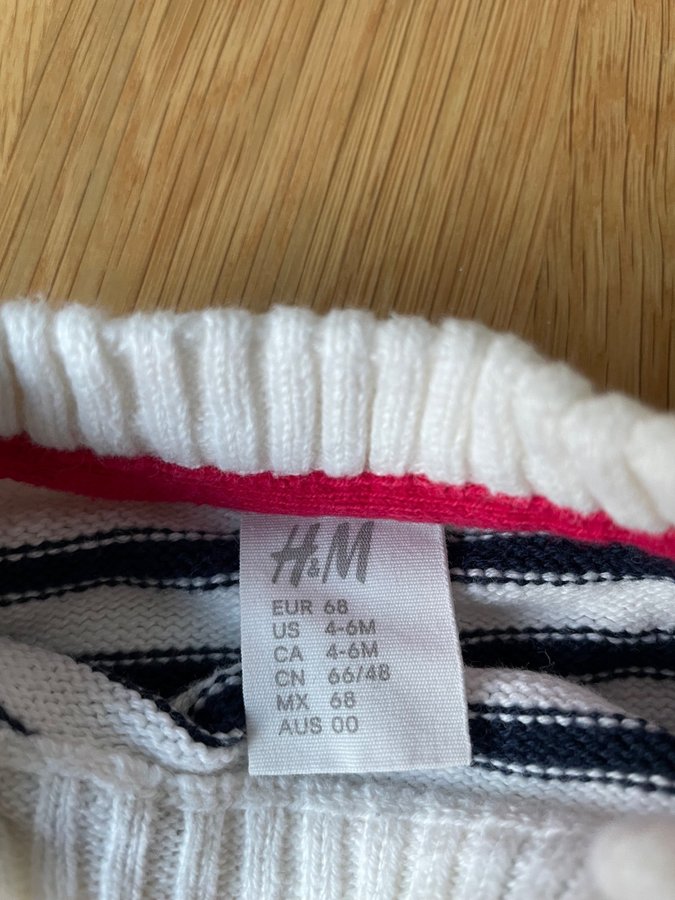 H&M
EUR 68
US 4-6M
CA 4-6M
CN 66/48
MX 68
AUS 00